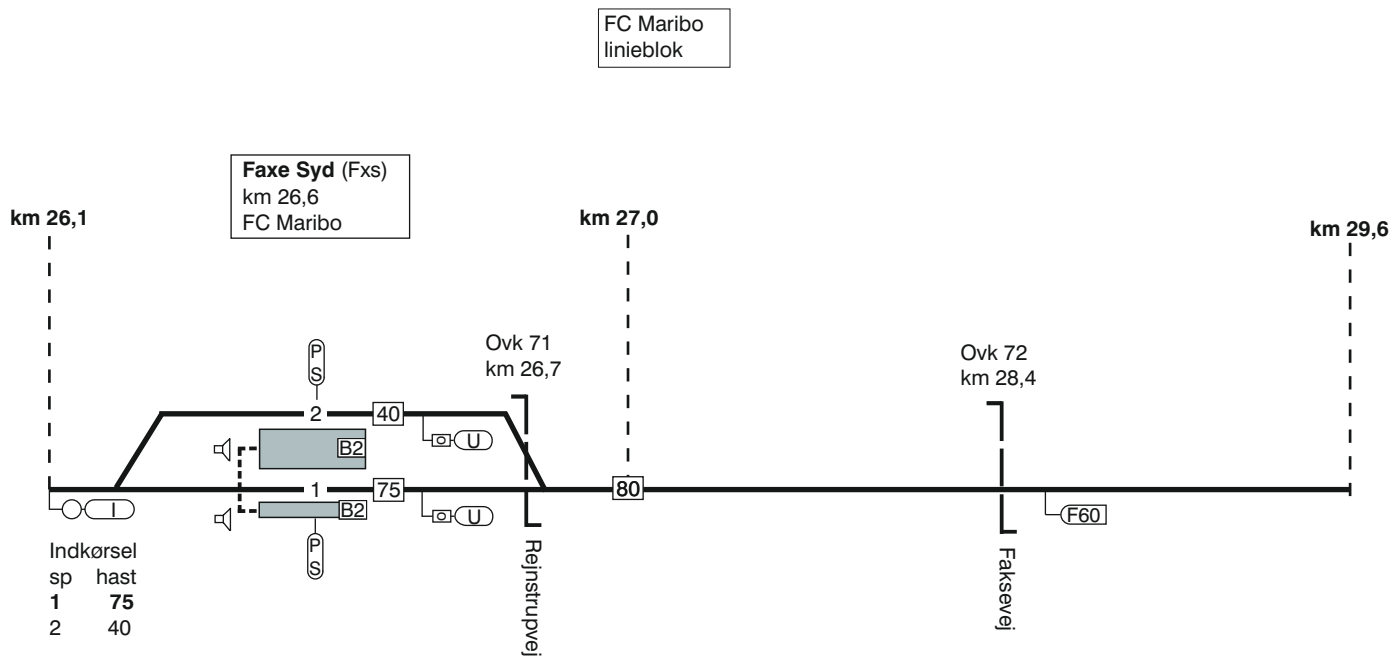 FC Maribo
linieblok
Faxe Syd (Fxs)
km 26,6
FC Maribo
km 26,1
km 27,0
km 29,6
Ovk 71
km 26,7
Ovk 72
km 28,4
P
S
2
40
U
B2
1
75
80
B2
U
I
F60
P
S
Indkørsel
sp hast
1 75
2 40
Rejnstrupvej
Faksevej